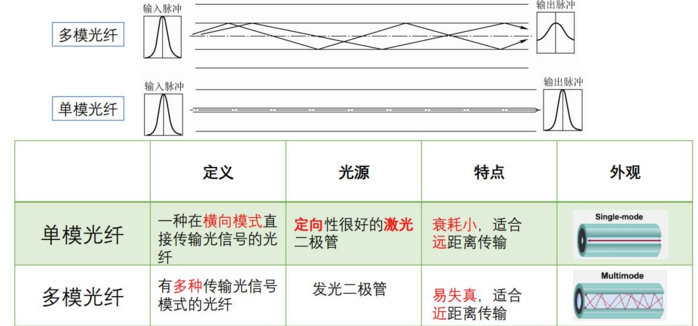 输入脉冲
输出脉冲
多模光纤
输入脉冲
输出脉冲
单模光纤
定义
光源
特点
外观
单模光纤
一种在横向模式直
接传输光信号的光
纤
定向性很好的激光
二极管
衰耗小，适合
远距离传输
Single-mode
多模光纤
有多种传输光信号
模式的光纤
发光二极管
易失真，适合
近距离传输
Multimode